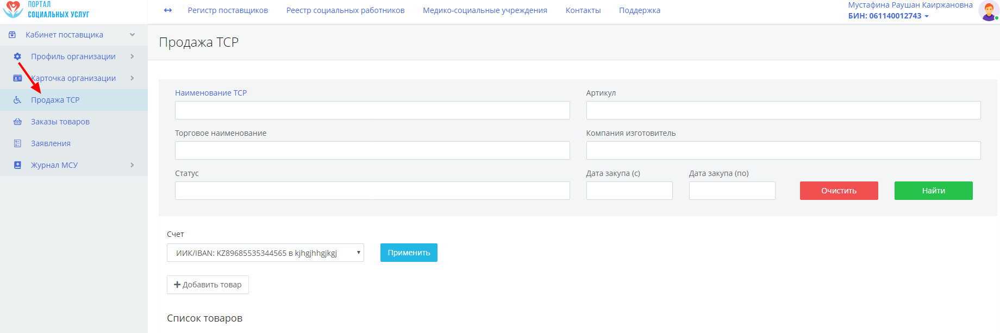 ПОРТАЛ
СОЦИАЛЬНЫХ УСЛУГ
Регистр поставщиков
Реестр социальных работников
Медико-социальные учреждения
Контакты
Поддержка
Мустафина Раушан Каиржановна
БИН: 061140012743
Кабинет поставщика
Профиль организации
Карточка организации
Продажа ТСР
Заказы товаров
Заявления
Журнал МСУ
Продажа ТСР
Наименование ТСР
Артикул
Торговое наименование
Компания изготовитель
Статус
Дата закупа (с)
Дата закупа (по)
Очистить
Найти
Счет
ИИК/IBAN: KZ89685535344565 в kjhgjhhgjkgj
Применить
Добавить товар
Список товаров